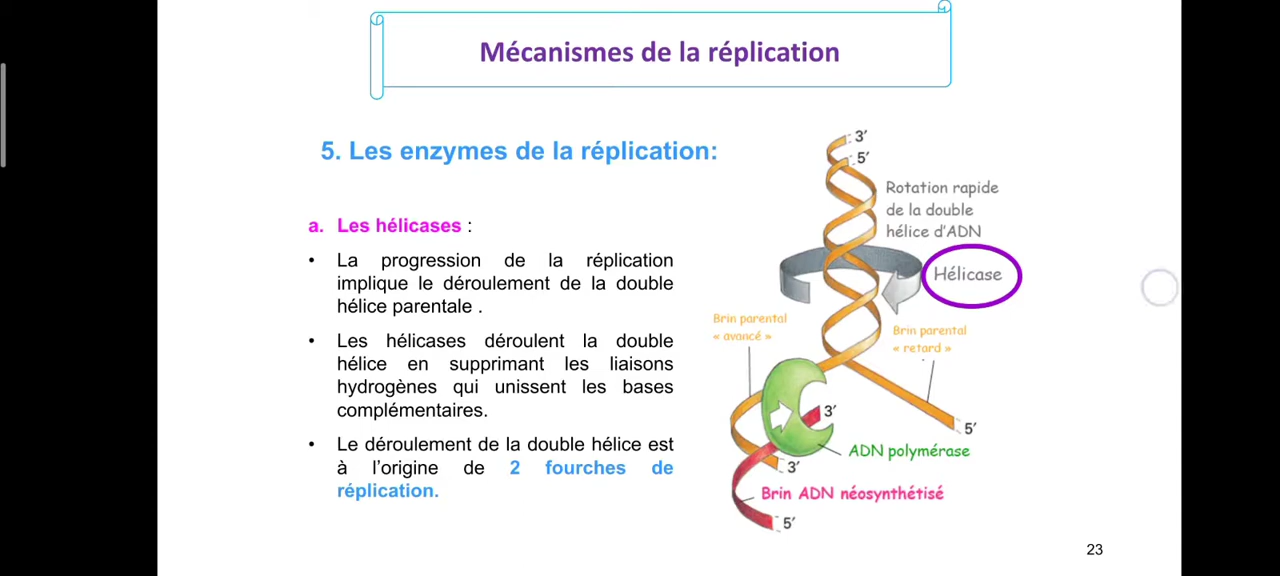 Mécanismes de la réplication
5. Les enzymes de la réplication:
a. Les hélicases :
• La progression de la réplication
implique le déroulement de la double
hélice parentale .
• Les hélicases déroulent la double
hélice en supprimant les liaisons
hydrogènes qui unissent les bases
complémentaires.
• Le déroulement de la double hélice est
à l’origine de 2 fourches de
réplication.
3’
5’
Rotation rapide
de la double
hélice d’ADN
Hélicase
Brin parental
« avancé »
Brin parental
« retard »
3’
5’
ADN polymérase
3’
Brin ADN néosynthétisé
5’
23